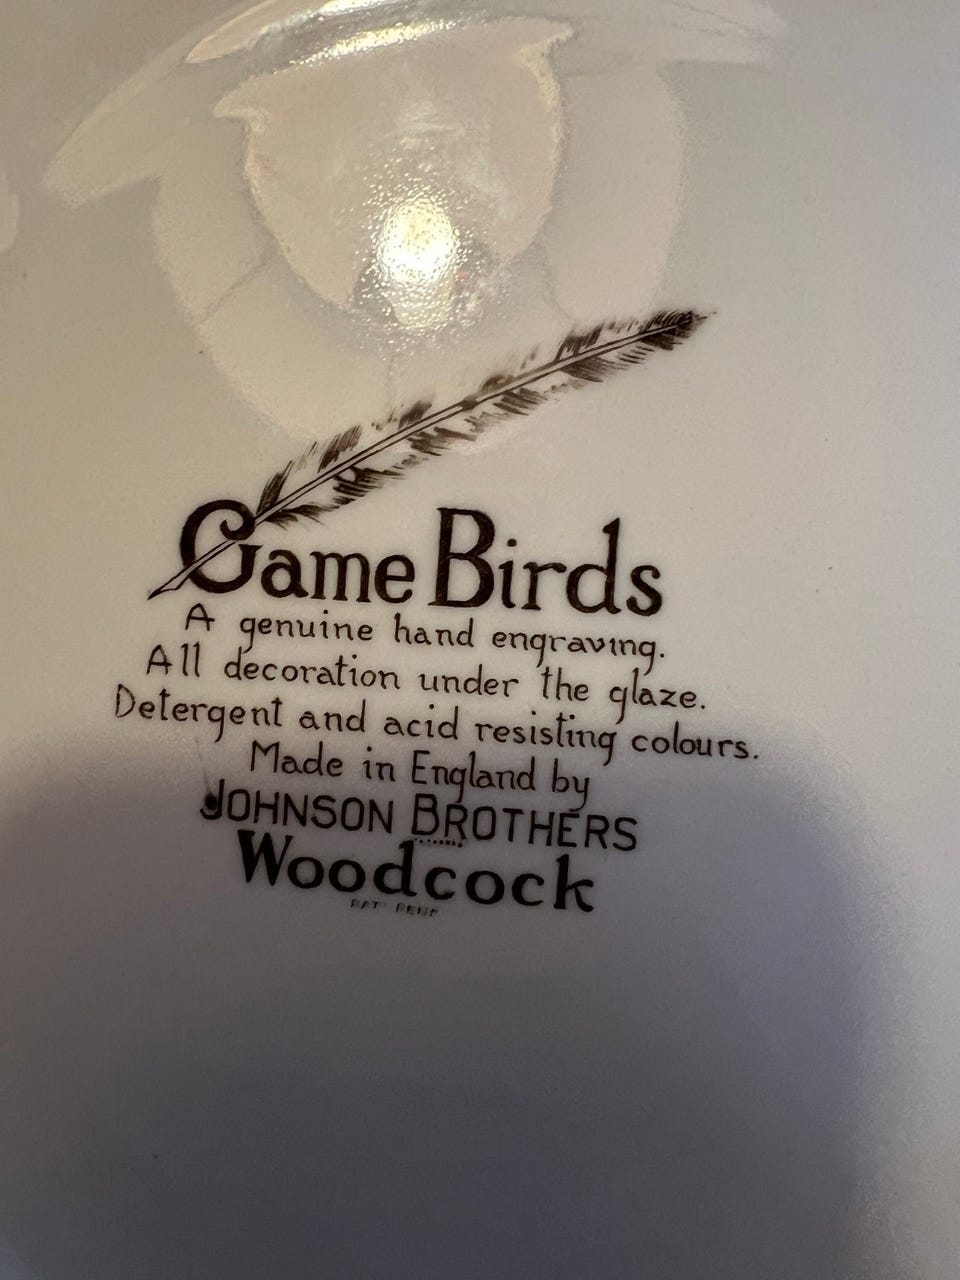 Game Birds
A genuine hand engraving.
All decoration under the glaze.
Detergent and acid resisting colours.
Made in England by
JOHNSON BROTHERS
Woodcock